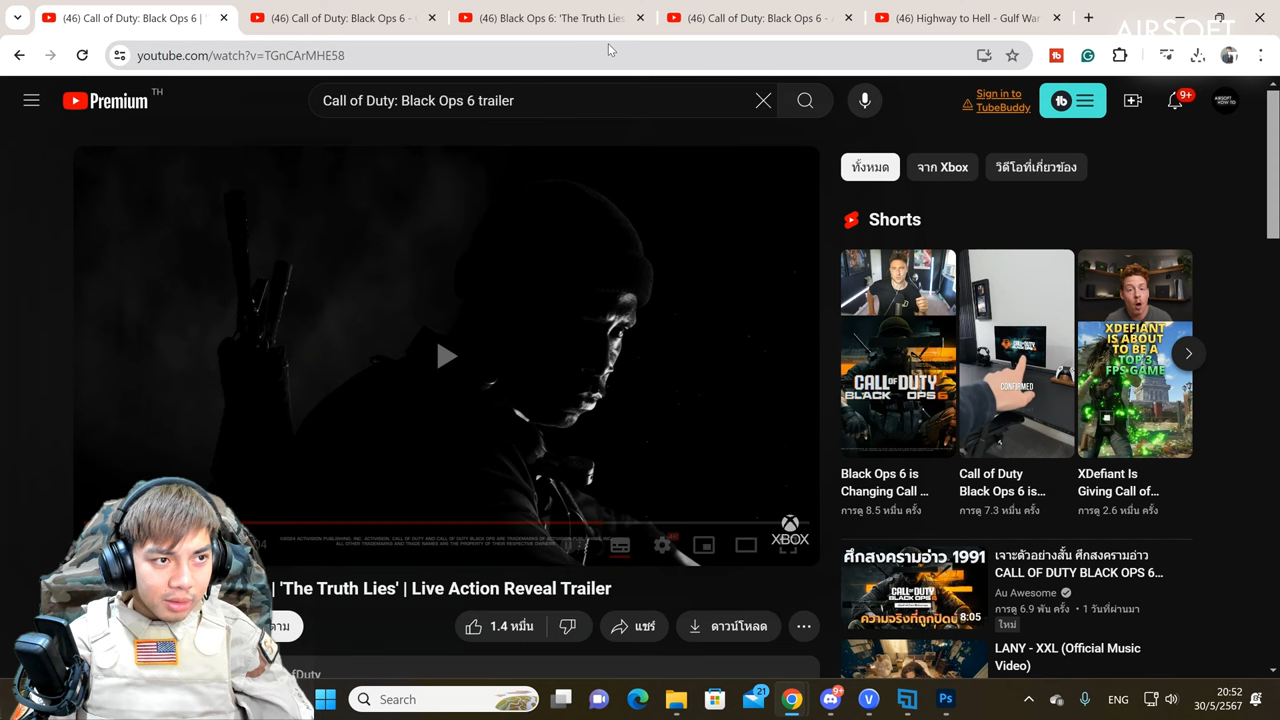 (46) Call of Duty: Black Ops 6 | '
(46) Call of Duty: Black Ops 6 -
(46) Black Ops 6: 'The Truth Lies
(46) Call of Duty: Black Ops 6 -
(46) Highway to Hell - Gulf War
AIRSOFT
youtube.com/watch?v=TGnCArMHE58
Premium TH
Call of Duty: Black Ops 6 trailer
Sign in to
TubeBuddy
9+
ทั้งหมด
จาก Xbox
วิดีโอที่เกี่ยวข้อง
Shorts
CALL OF DUTY
BLACK OPS 6
CONFIRMED
XDEFIANT
IS ABOUT
TO BE A
TOP 3
FPS GAME
Black Ops 6 is
Changing Call ...
การดู 8.5 หมื่น ครั้ง
Call of Duty
Black Ops 6 is...
การดู 7.3 หมื่น ครั้ง
XDefiant Is
Giving Call of...
การดู 2.6 หมื่น ครั้ง
XBOX
| 'The Truth Lies' | Live Action Reveal Trailer
1.4 หมื่น
แชร์
ดาวน์โหลด
ศึกสงครามอ่าว 1991
CALL OF DUTY
BLACK OPS 6
ความจริงที่ถูกปิดบัง
8:05
เจาะตัวอย่างสั้น ศึกสงครามอ่าว
CALL OF DUTY BLACK OPS 6...
Au Awesome
การดู 6.9 พัน ครั้ง • 1 วันที่ผ่านมา
ใหม่
LANY - XXL (Official Music
Video)
fDuty
Search
21
9+
ENG
20:52
30/5/2567